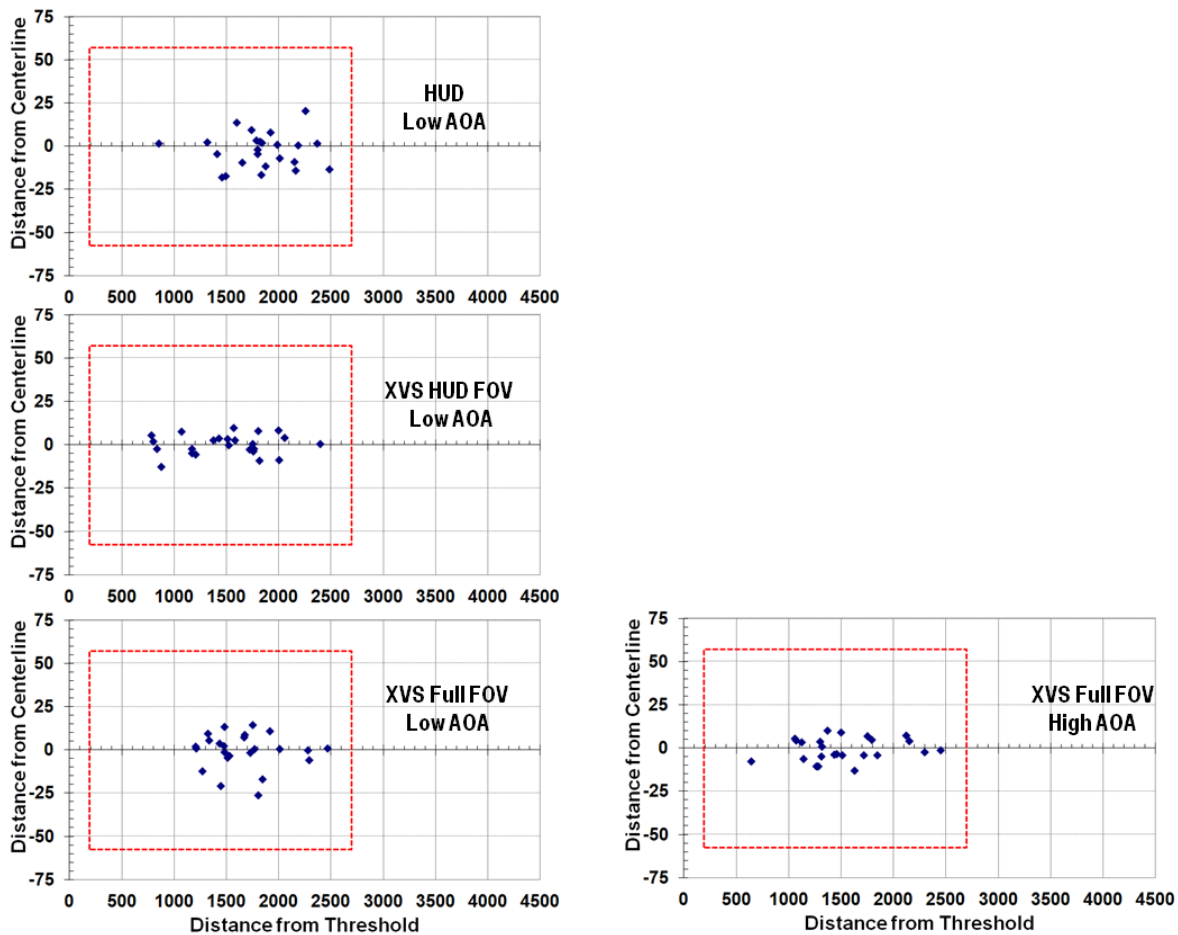 75
50
25
0
-25
-50
-75
Distance from Centerline
HUD
Low AOA
0 500 1000 1500 2000 2500 3000 3500 4000 4500
75
50
25
0
-25
-50
-75
Distance from Centerline
XVS HUD FOV
Low AOA
0 500 1000 1500 2000 2500 3000 3500 4000 4500
75
50
25
0
-25
-50
-75
Distance from Centerline
XVS Full FOV
Low AOA
0 500 1000 1500 2000 2500 3000 3500 4000 4500
Distance from Threshold
75
50
25
0
-25
-50
-75
Distance from Centerline
XVS Full FOV
High AOA
0 500 1000 1500 2000 2500 3000 3500 4000 4500
Distance from Threshold